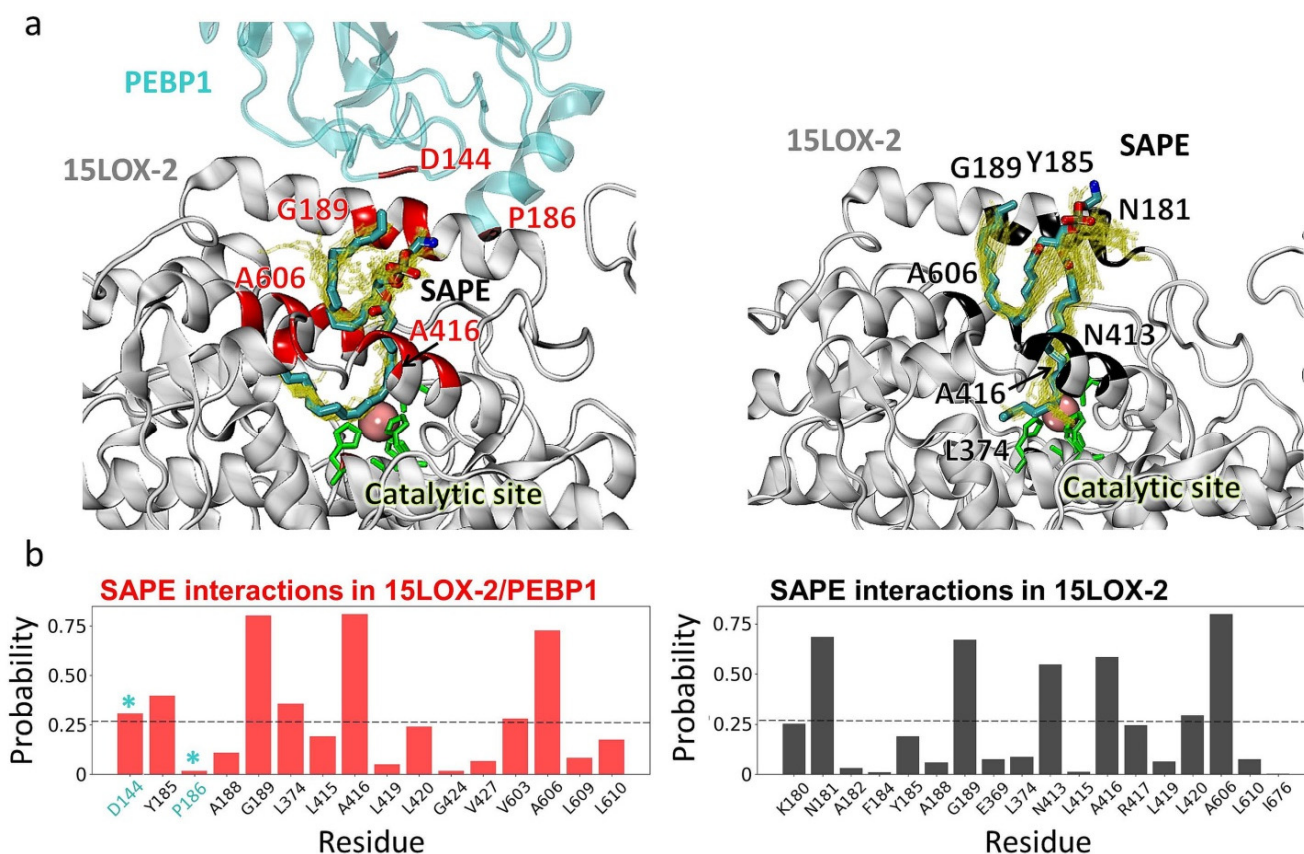 a
PEBP1
15LOX-2
D144
G189
P186
A606
SAPE
A416
Catalytic site
15LOX-2
SAPE
G189 Y185
N181
A606
N413
A416
L374
Catalytic site
b
SAPE interactions in 15LOX-2/PEBP1
Probability
0.75
0.50
0.25
0
* *
D144 Y185 P186 A188 G189 L374 L415 A416 L419 L420 G424 V427 V603 A606 L609 L610
Residue
SAPE interactions in 15LOX-2
Probability
0.75
0.50
0.25
0
K180 N181 A182 F184 Y185 A188 G189 E369 L374 N413 L415 A416 R417 L419 L420 A606 L610 I676
Residue